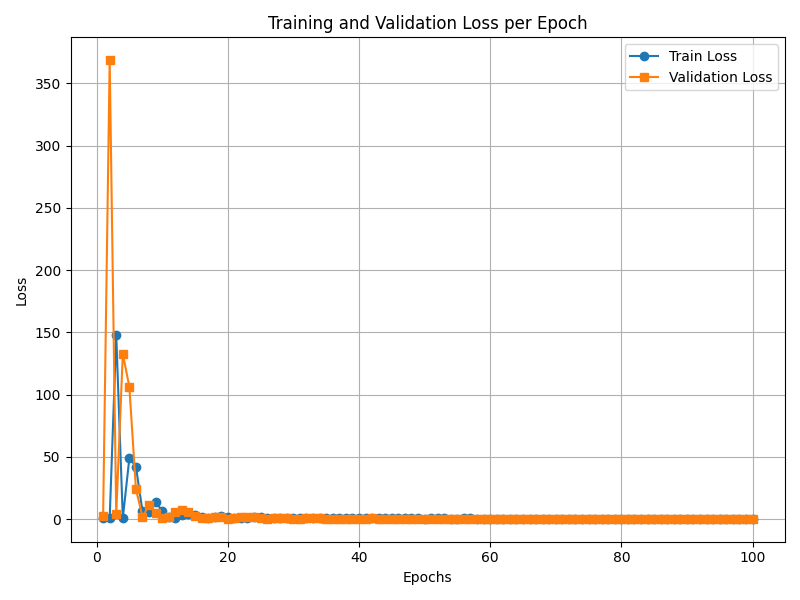 Training and Validation Loss per Epoch
Train Loss
Validation Loss
350
300
250
200
150
100
50
0
Loss
0 20 40 60 80 100
Epochs